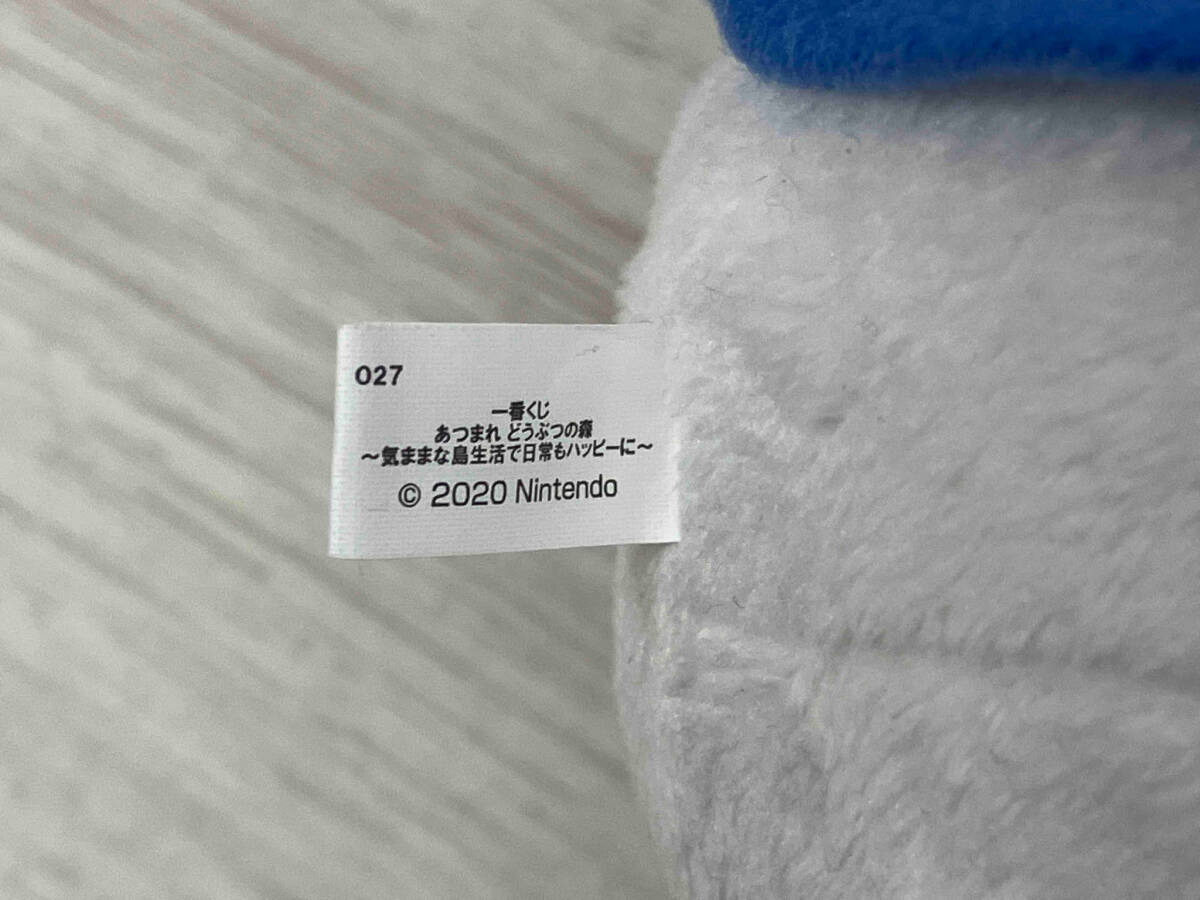 027
一番くじ
あつまれ どうぶつの森
～気ままな島生活で日常もハッピーに～
© 2020 Nintendo